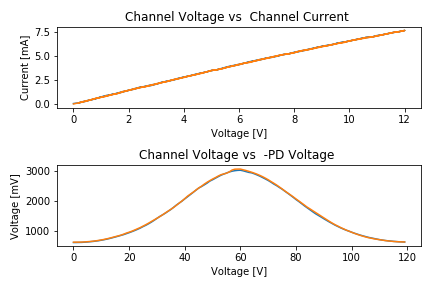 Channel Voltage vs  Channel Current
7.5
5.0
2.5
0.0
Current [mA]
0 2 4 6 8 10 12
Voltage [V]
Channel Voltage vs  -PD Voltage
3000
2000
1000
Voltage [mV]
0 20 40 60 80 100 120
Voltage [V]